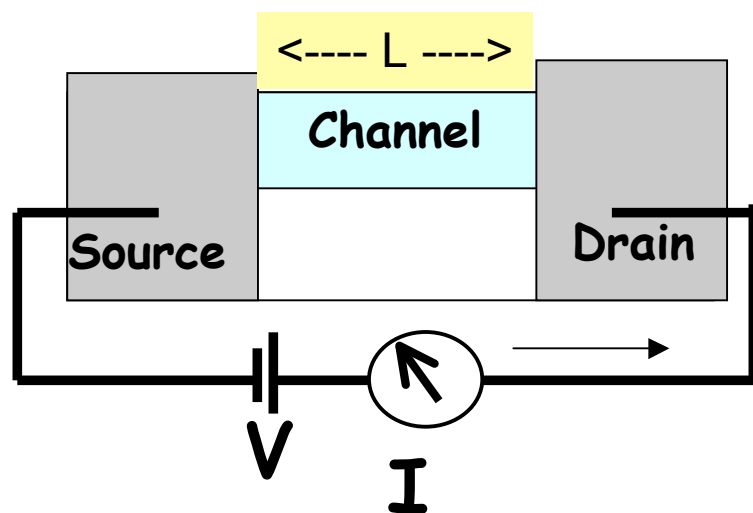 <---- L ---->
Channel
Source
Drain
V
I